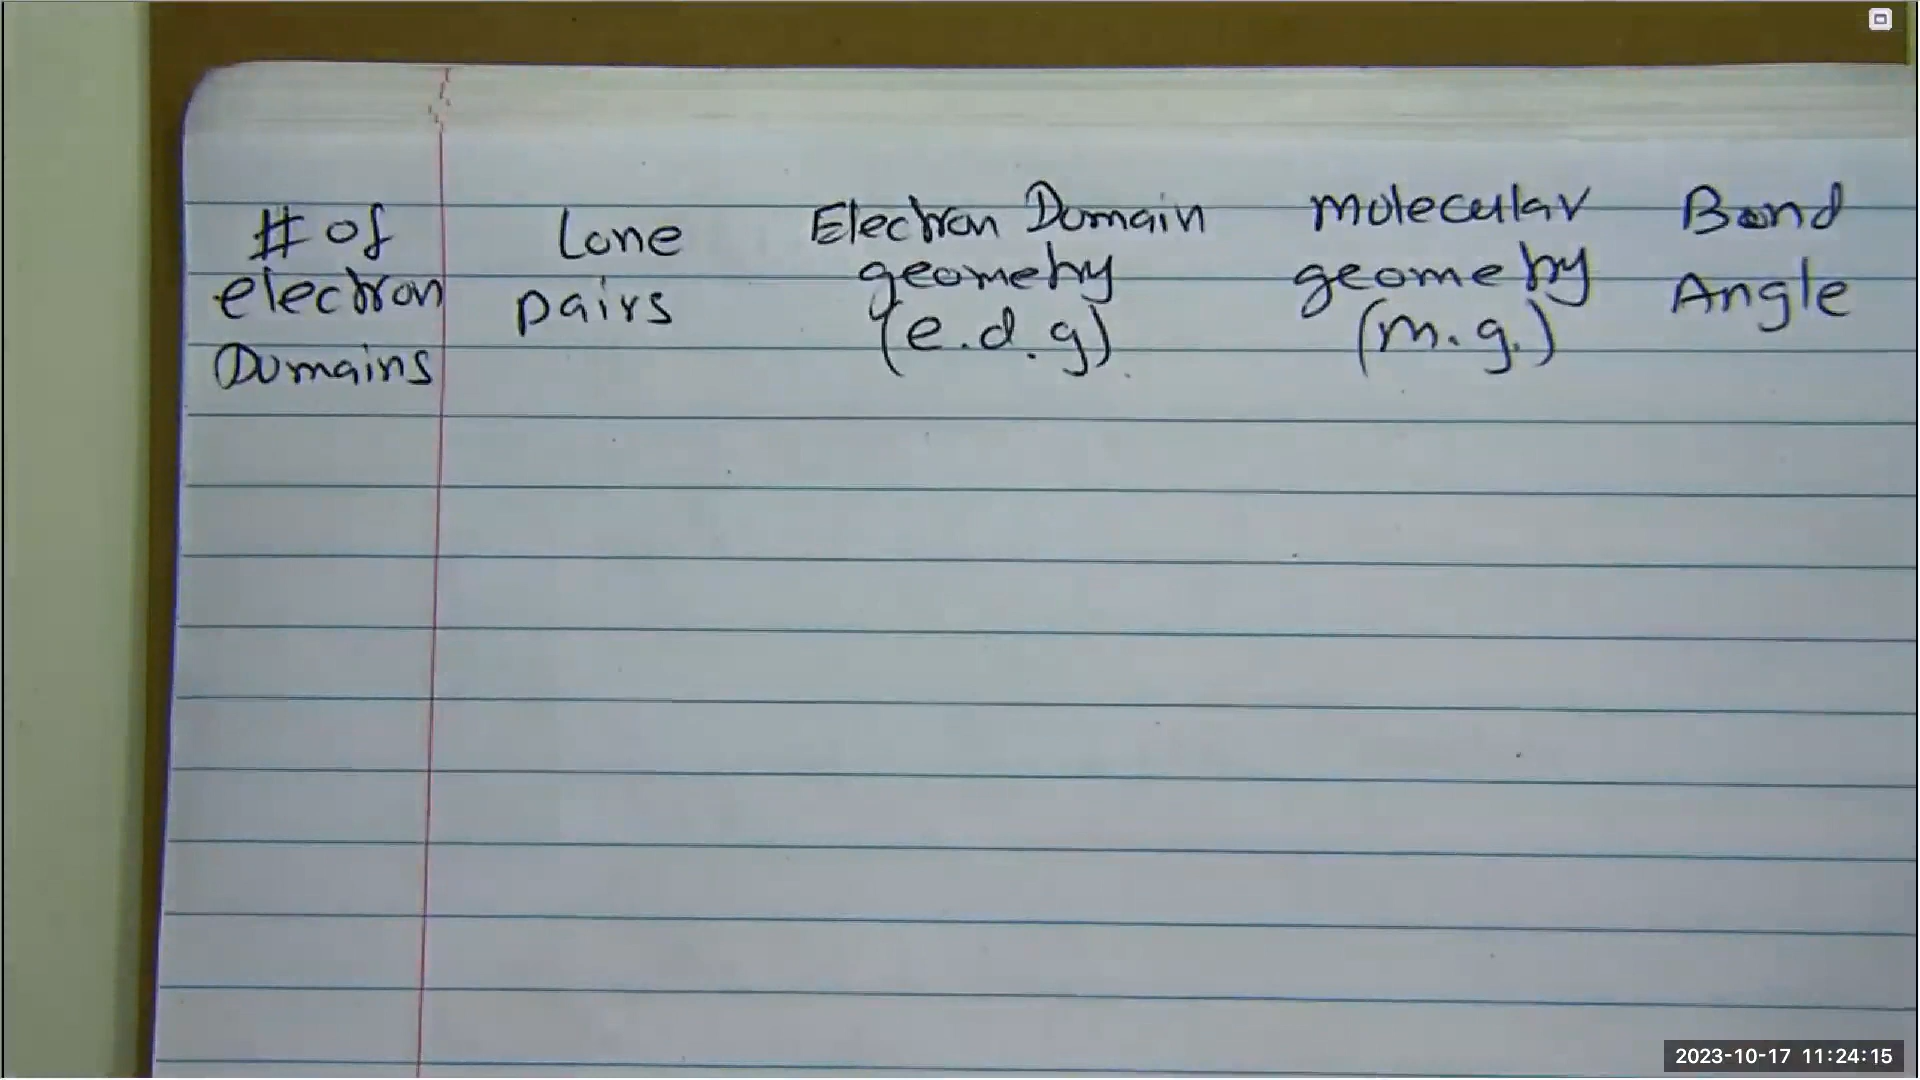 # of electron Domains
Lone pairs
Electron Domain geometry (e.d.g)
molecular geometry (m.g.)
Bond Angle
2023-10-17 11:24:15